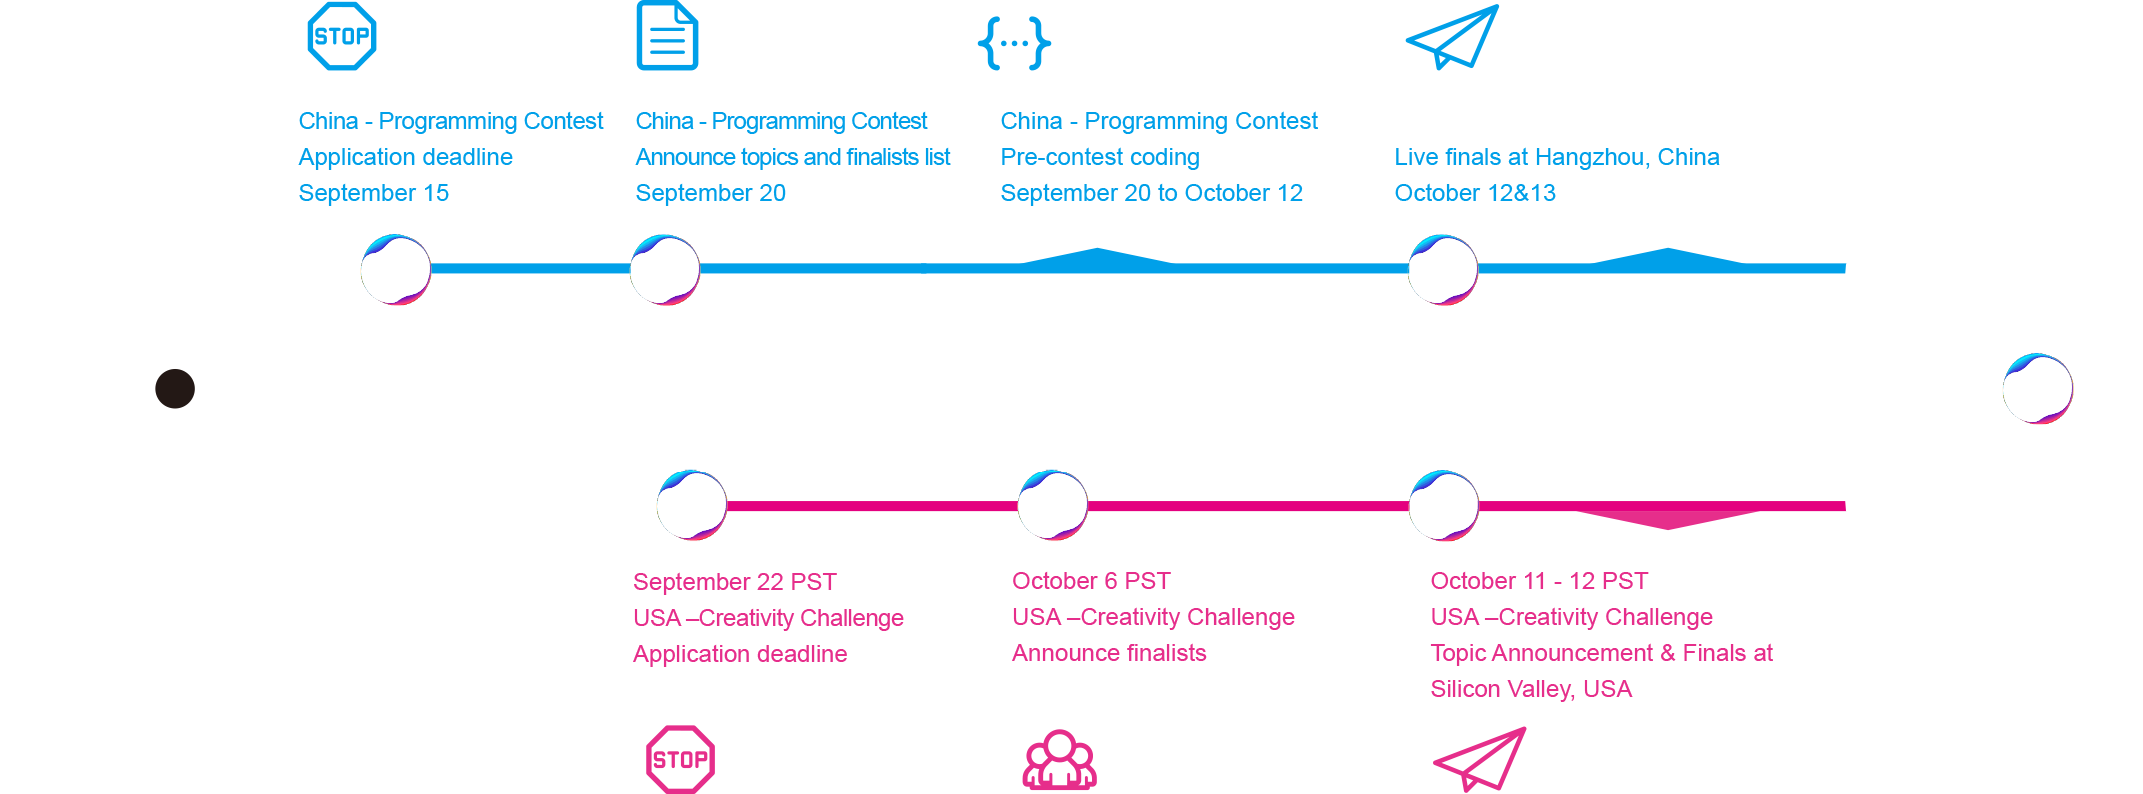 STOP
China - Programming Contest
Application deadline
September 15
China - Programming Contest
Announce topics and finalists list
September 20
China - Programming Contest
Pre-contest coding
September 20 to October 12
Live finals at Hangzhou, China
October 12&13
September 22 PST
USA –Creativity Challenge
Application deadline
October 6 PST
USA –Creativity Challenge
Announce finalists
October 11 - 12 PST
USA –Creativity Challenge
Topic Announcement & Finals at
Silicon Valley, USA
STOP